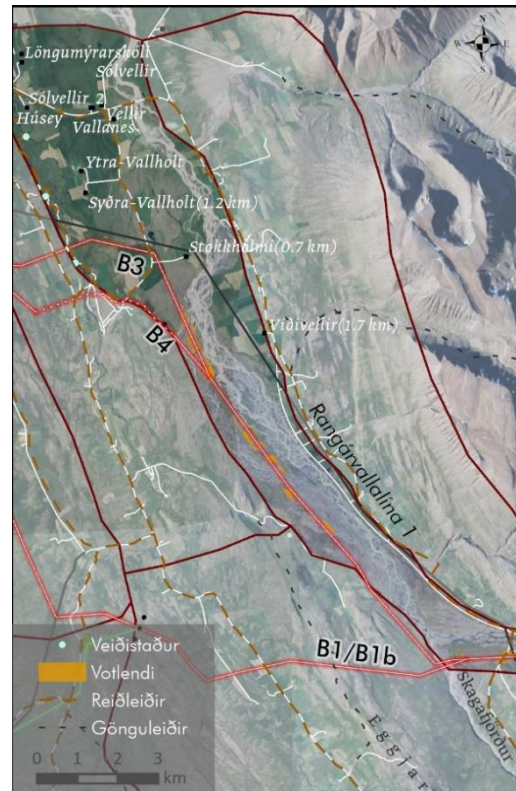 N
W E
S
Löngumýrarskóli
Sólvellir
Sólvellir 2
Húsey
Vellir
Vallanes
Ytra-Vallholt
Syðra-Vallholt(1.2 km)
Stokkhólmi(0.7 km)
B3
B4
Víðivellir(1.7 km)
Rangárvallalína 1
B1/B1b
Skagafjörður
Eggjar
Veiðistaður
Votlendi
Reiðleiðir
Gönguleiðir
0 1 2 3
km